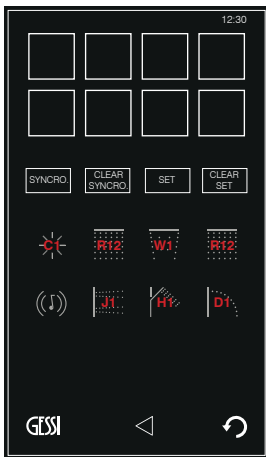 12:30
SYNCRO. CLEAR SYNCRO. SET CLEAR SET
C1 R12 W1 R12
J1 H1 D1
GESSI